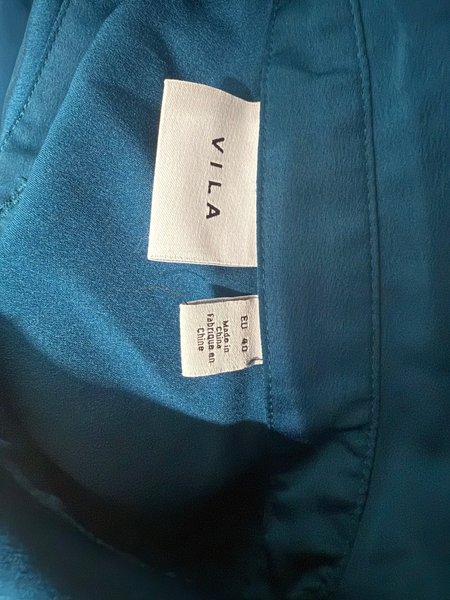 VILA
EU 40
Made in
China
Fabriqué en
Chine